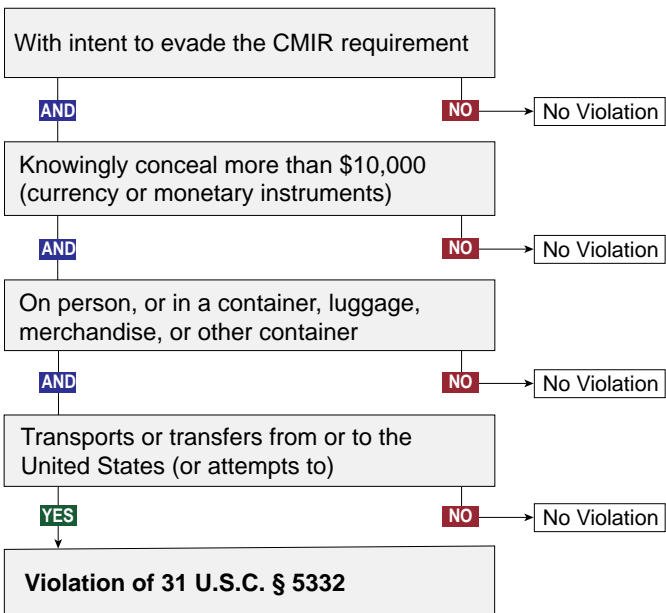 With intent to evade the CMIR requirement
AND
NO
No Violation
Knowingly conceal more than $10,000
(currency or monetary instruments)
AND
NO
No Violation
On person, or in a container, luggage,
merchandise, or other container
AND
NO
No Violation
Transports or transfers from or to the
United States (or attempts to)
YES
NO
No Violation
Violation of 31 U.S.C. § 5332